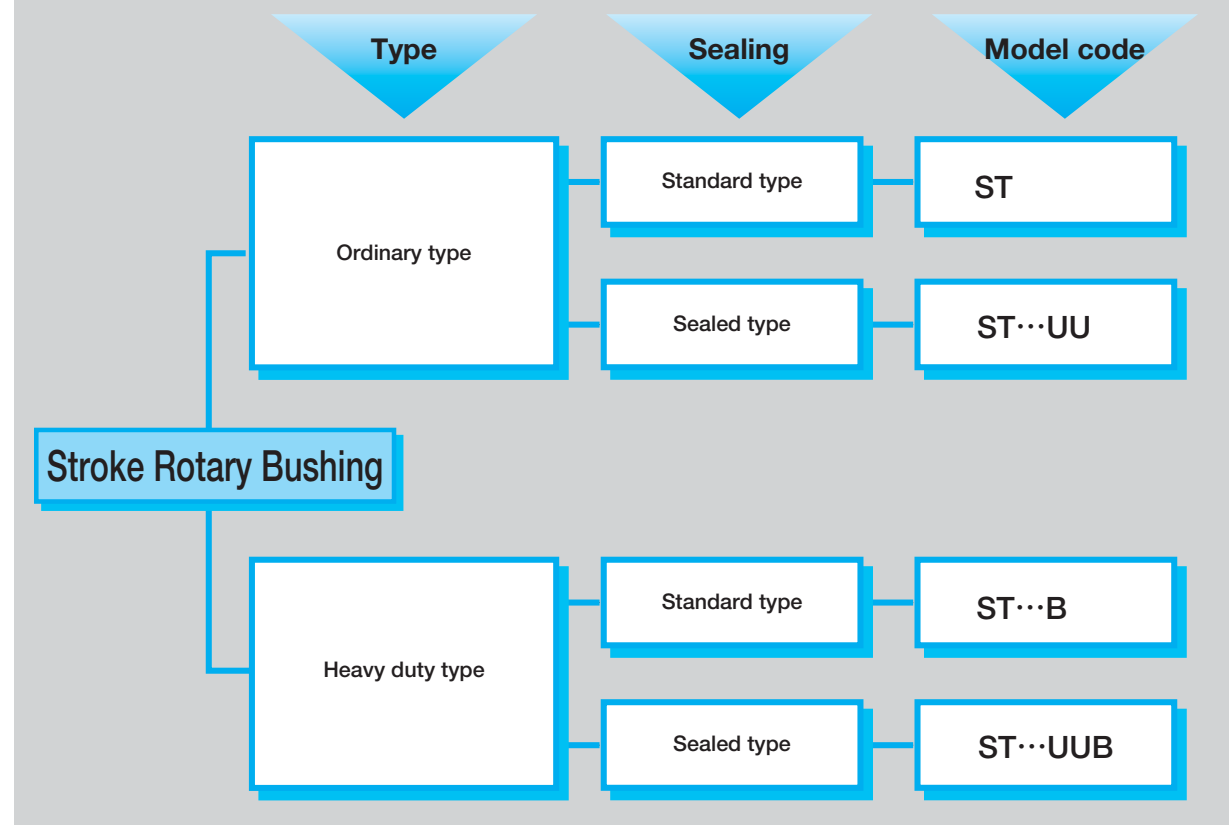 Type
Sealing
Model code
Standard type
ST
Ordinary type
Sealed type
ST⋯UU
Stroke Rotary Bushing
Standard type
ST⋯B
Heavy duty type
Sealed type
ST⋯UUB